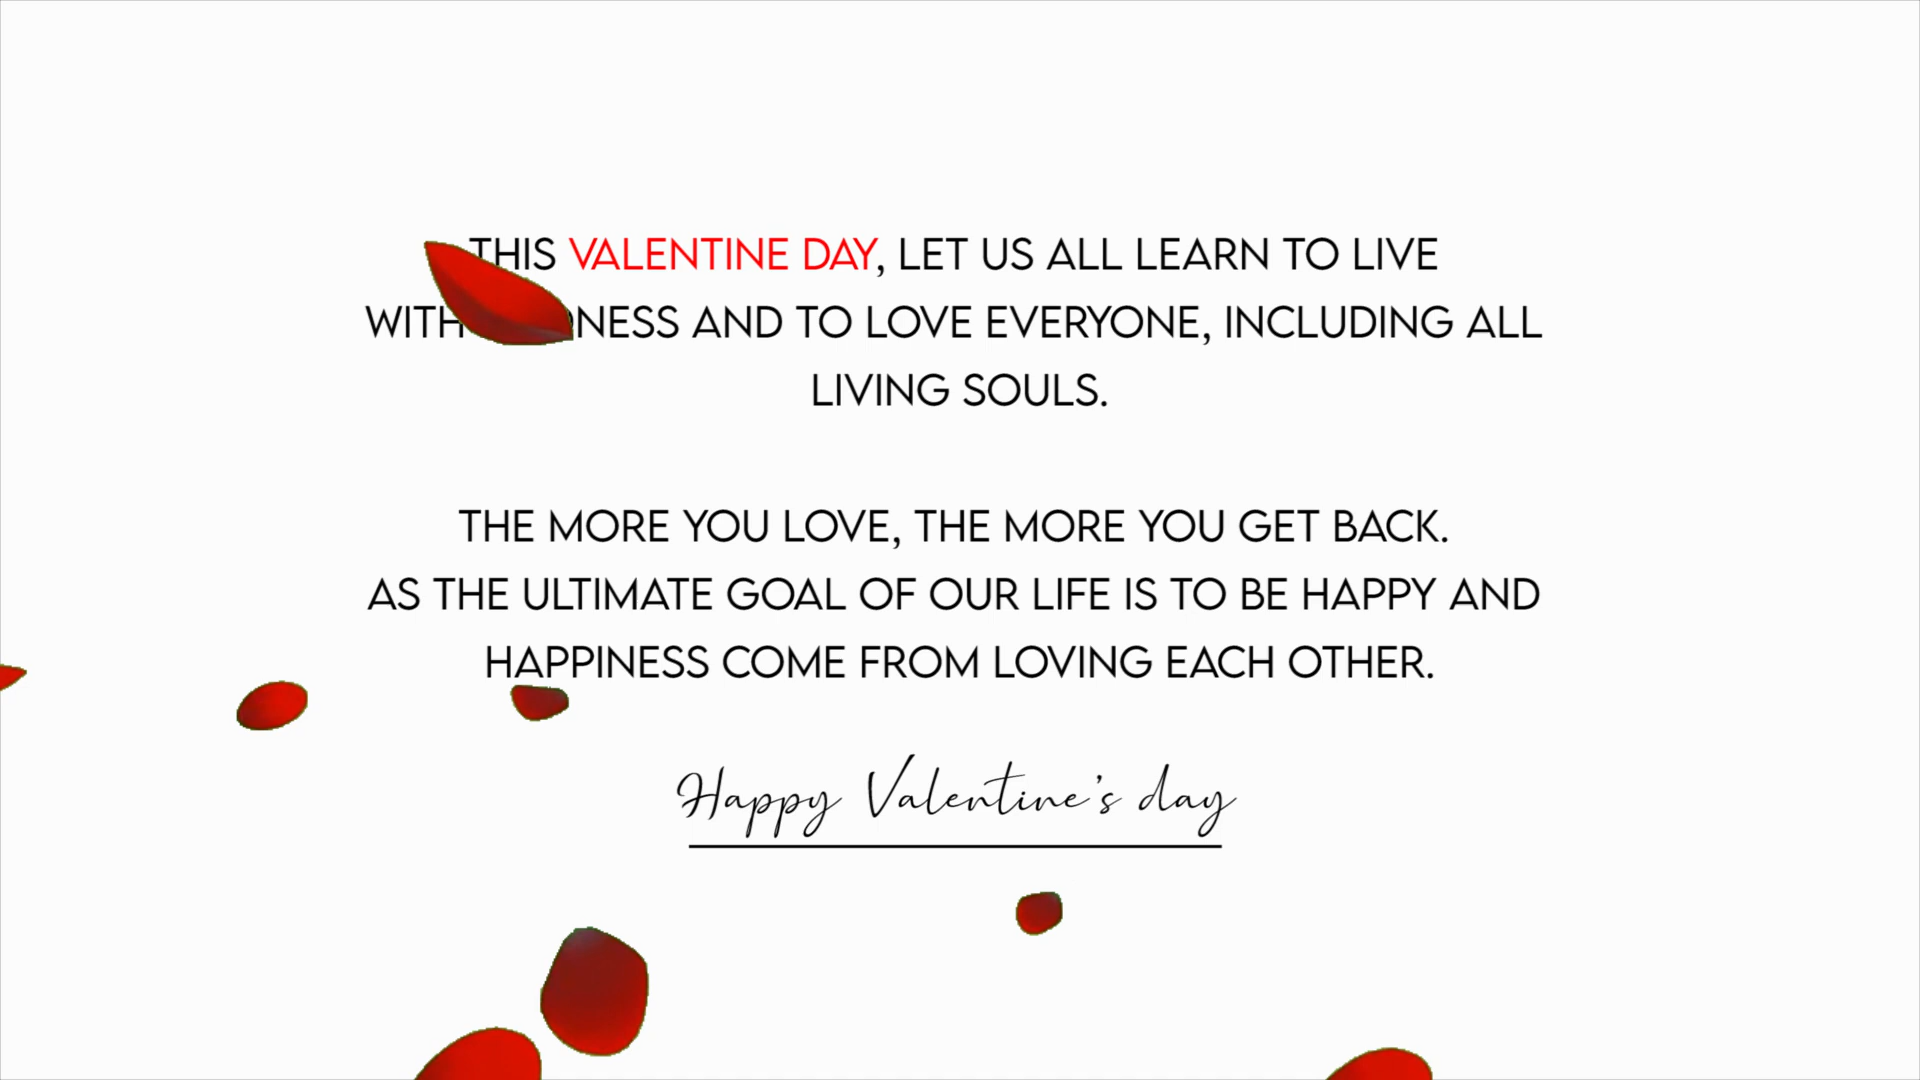 THIS VALENTINE DAY, LET US ALL LEARN TO LIVE
WITH AND TO LOVE EVERYONE, INCLUDING ALL
LIVING SOULS.
THE MORE YOU LOVE, THE MORE YOU GET BACK.
AS THE ULTIMATE GOAL OF OUR LIFE IS TO BE HAPPY AND
HAPPINESS COME FROM LOVING EACH OTHER.
Happy Valentine's day